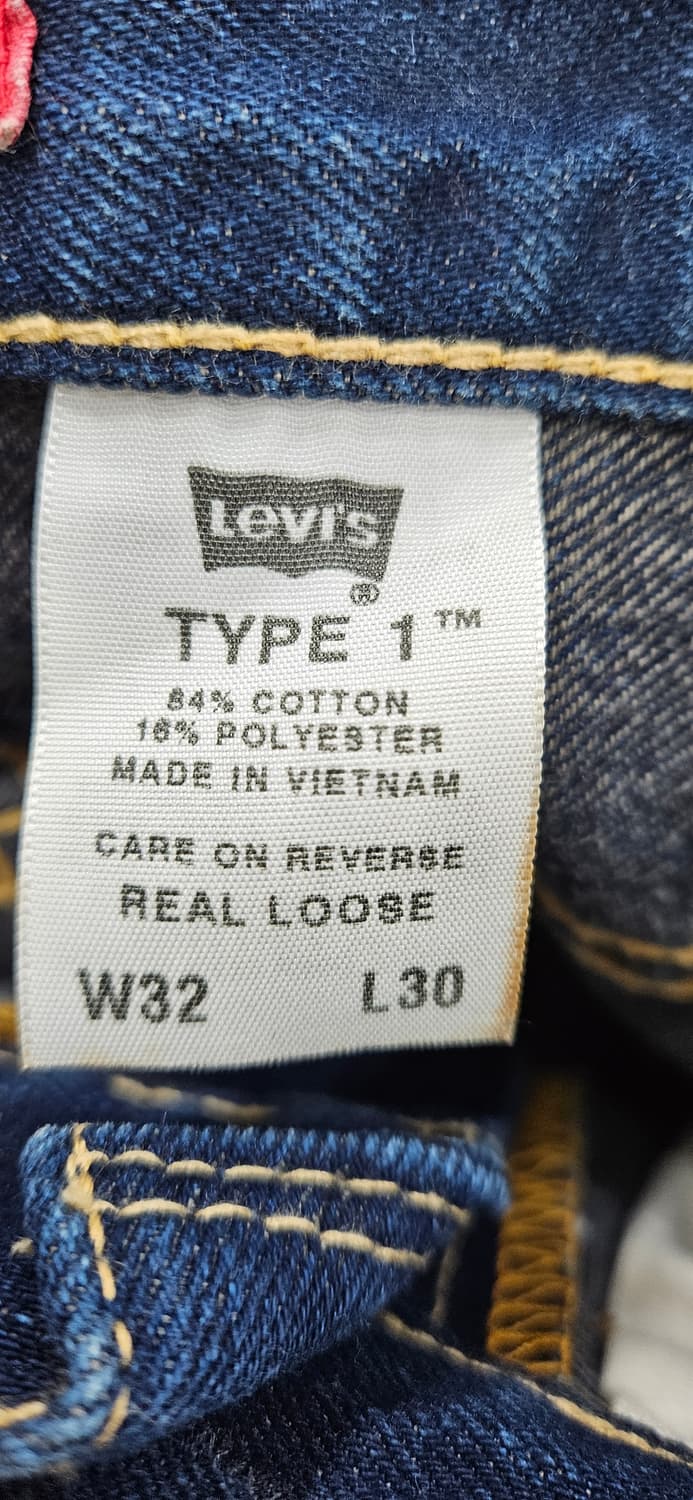 Levi's
®
TYPE 1™
84% COTTON
16% POLYESTER
MADE IN VIETNAM
CARE ON REVERSE
REAL LOOSE
W32 L30